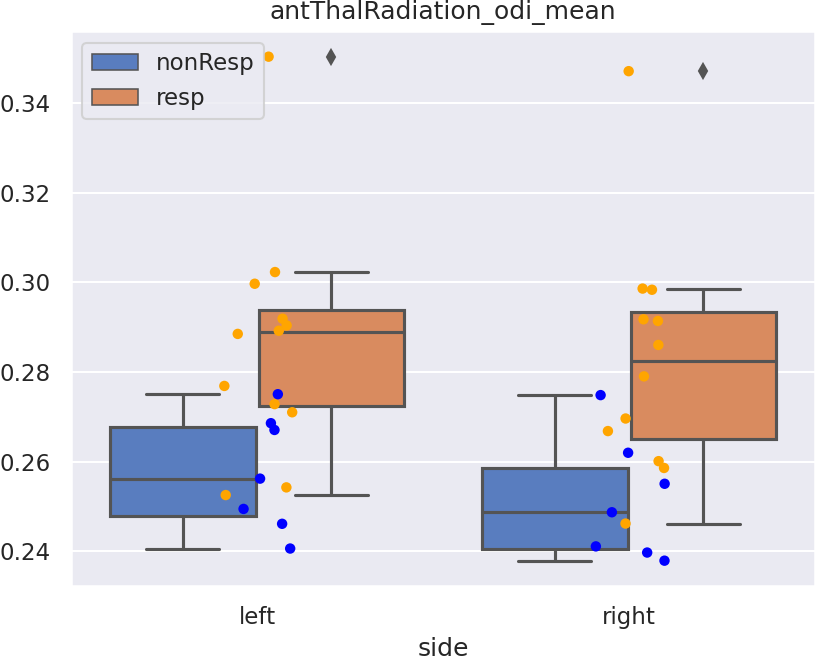 antThalRadiation_odi_mean
nonResp
resp
0.34
0.32
0.30
0.28
0.26
0.24
left
right
side